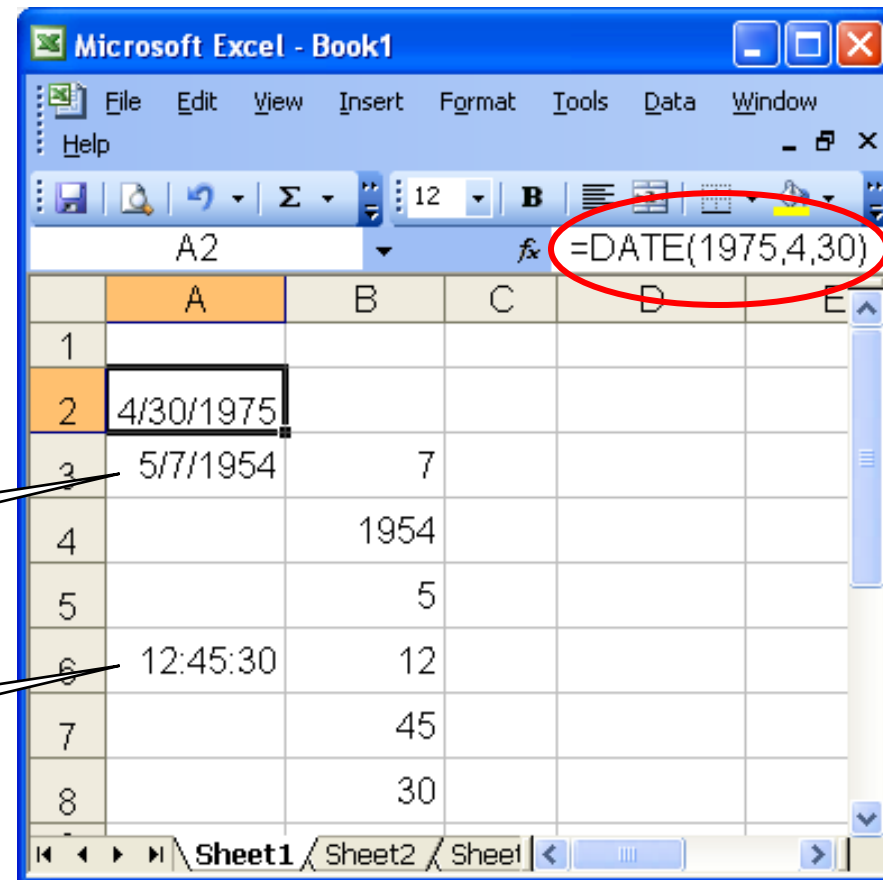 Microsoft Excel - Book1
File Edit View Insert Format Tools Data Window
Help
Σ 12 B
A2 fx =DATE(1975,4,30)
A B C D E
1
2 4/30/1975
3 5/7/1954 7
4 1954
5 5
6 12:45:30 12
7 45
8 30
Sheet1 Sheet2 Sheet